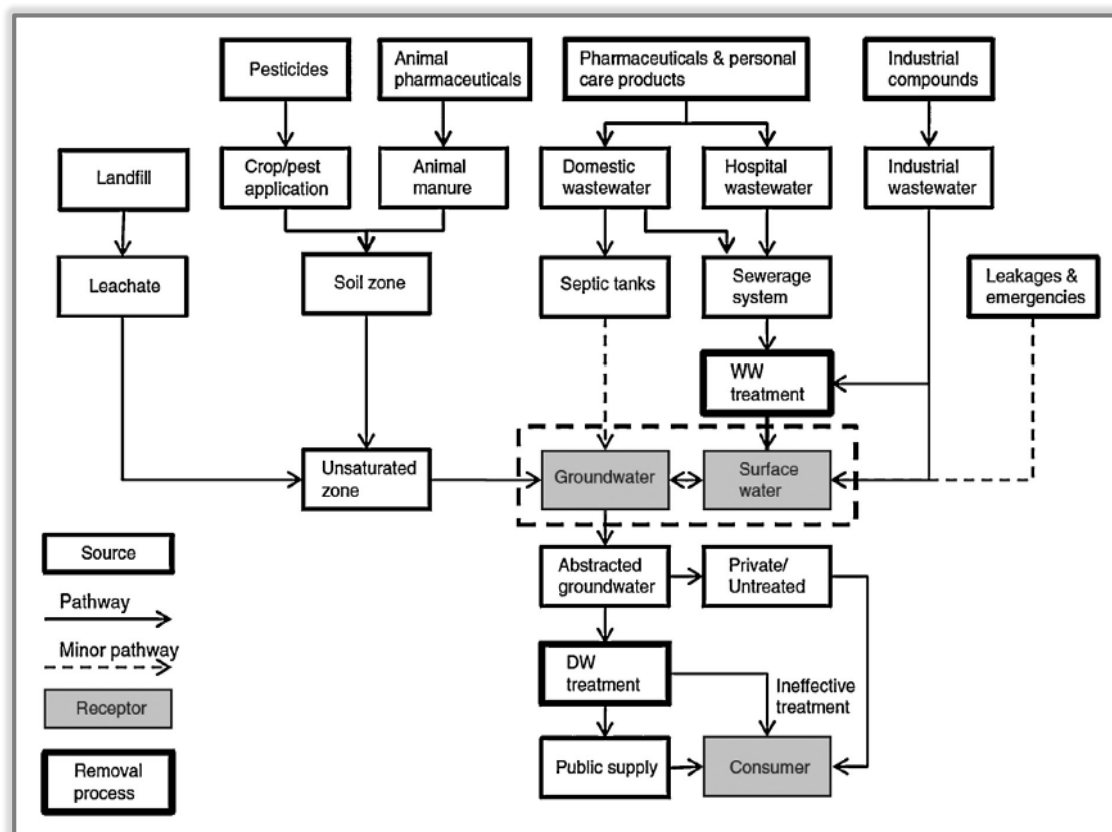 Pesticides
Animal
pharmaceuticals
Pharmaceuticals & personal
care products
Industrial
compounds
Landfill
Crop/pest
application
Animal
manure
Domestic
wastewater
Hospital
wastewater
Industrial
wastewater
Leachate
Soil zone
Septic tanks
Sewerage
system
Leakages &
emergencies
WW
treatment
Unsaturated
zone
Groundwater
Surface
water
Source
Abstracted
groundwater
Private/
Untreated
Pathway
Minor pathway
DW
treatment
Ineffective
treatment
Receptor
Public supply
Consumer
Removal
process